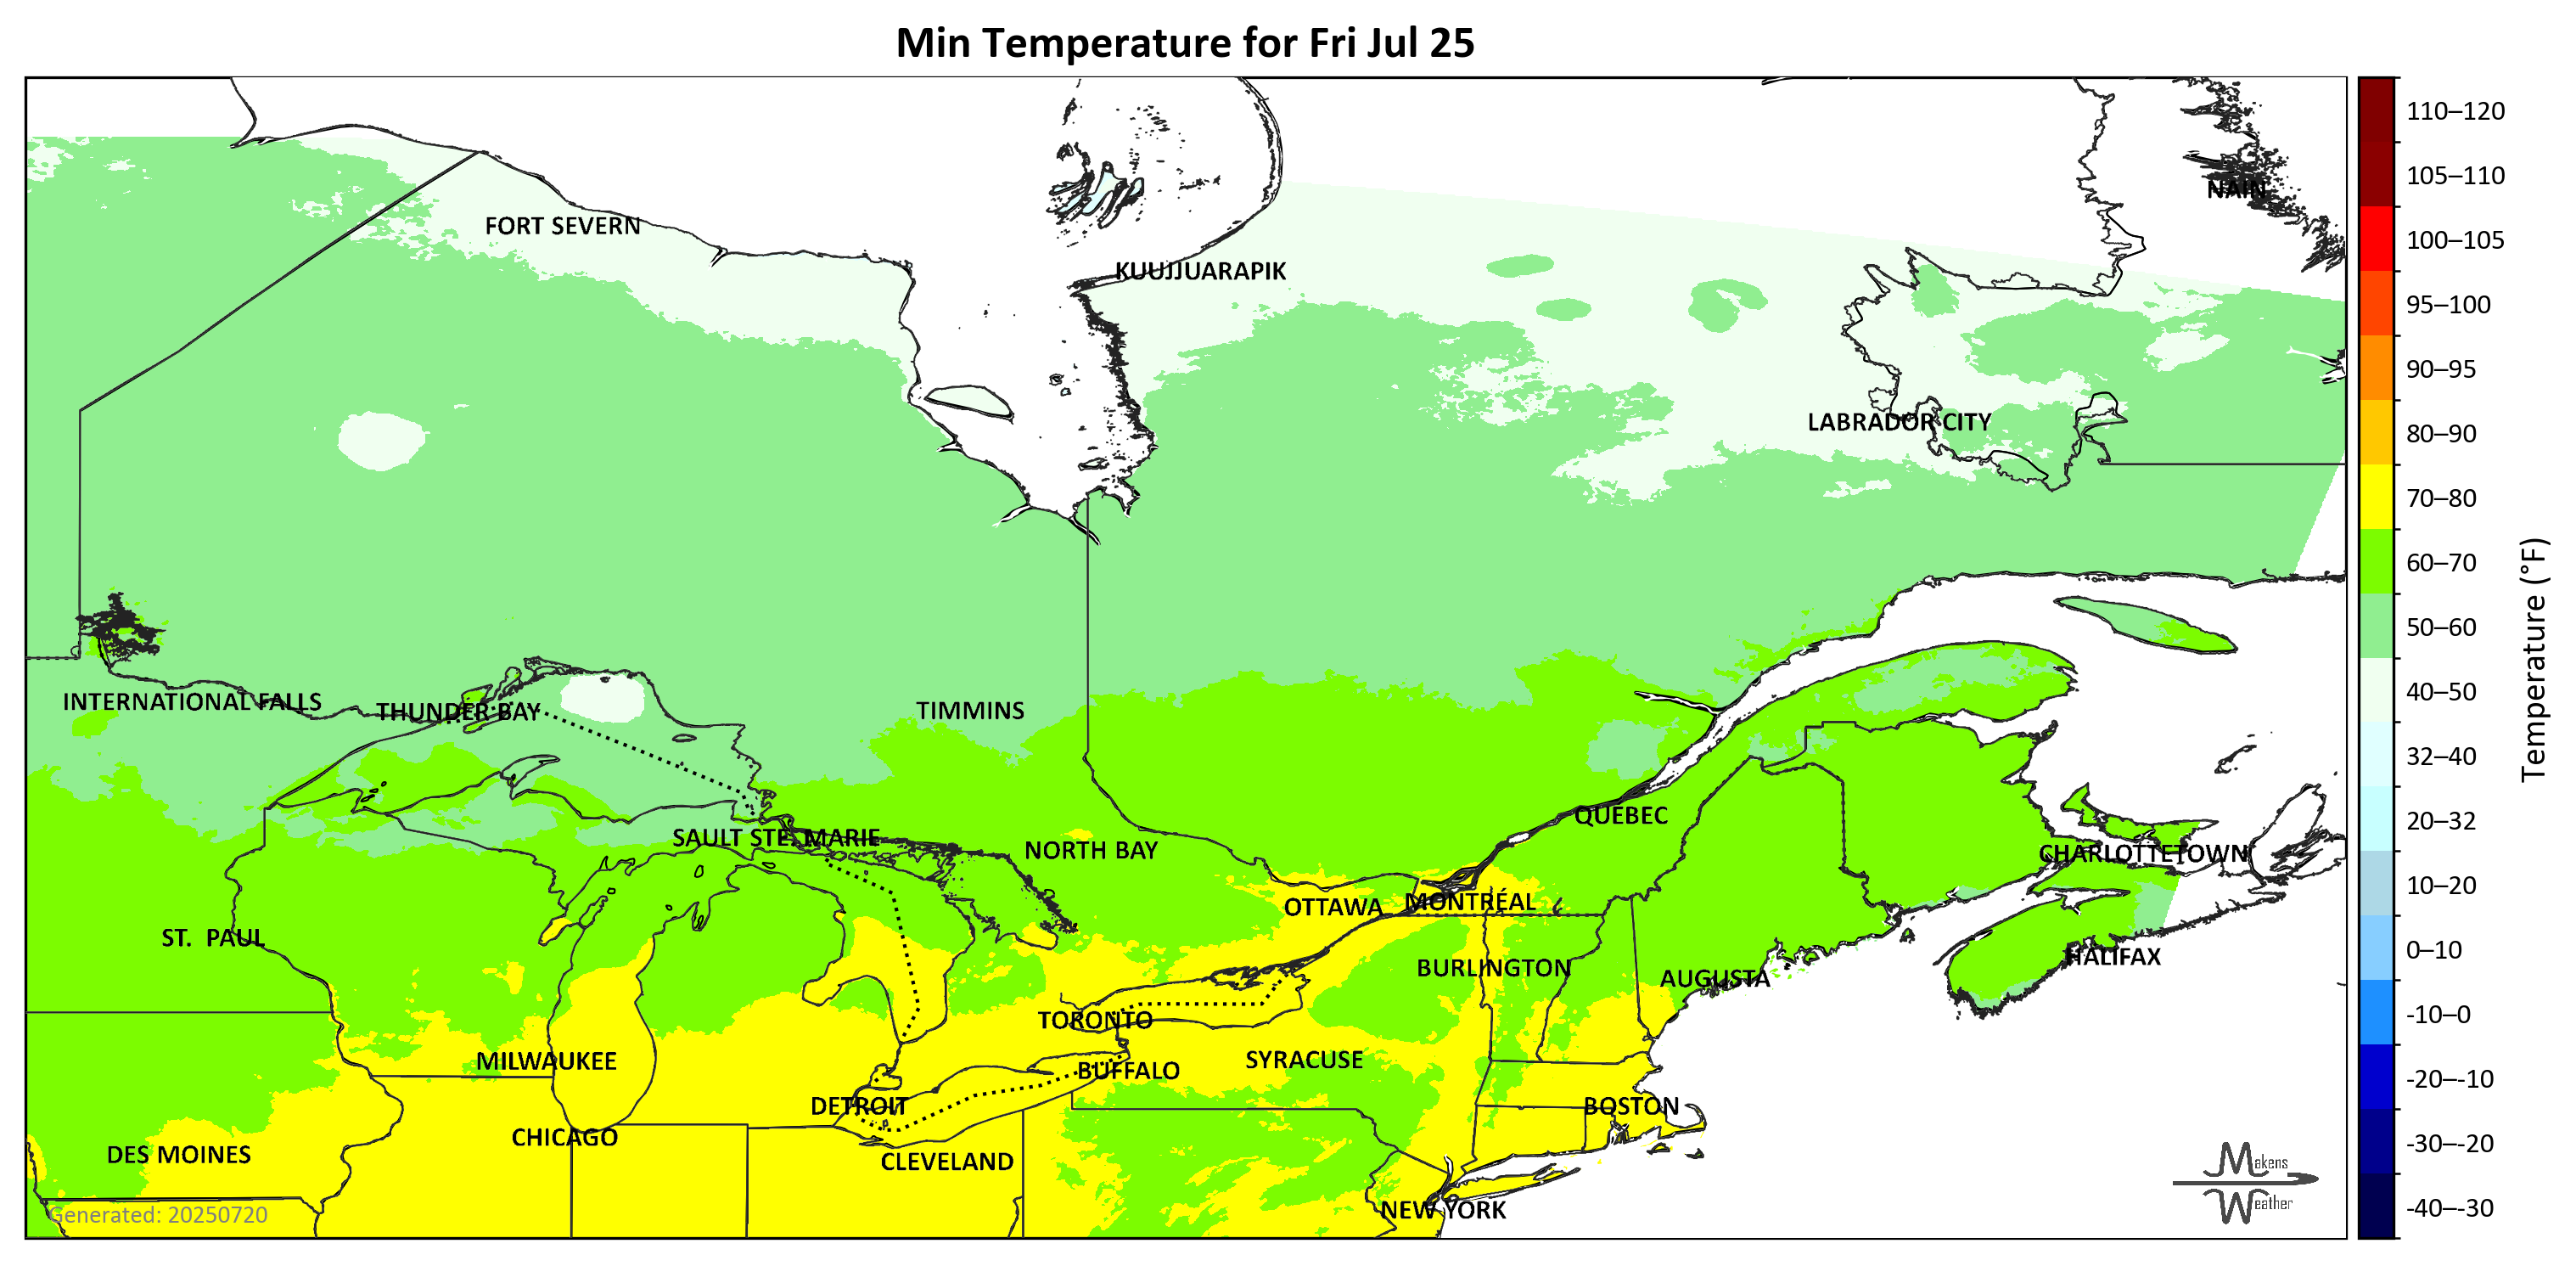 Min Temperature for Fri Jul 25
NAIN
FORT SEVERN
KUUJJUARAPIK
LABRADOR CITY
INTERNATIONAL FALLS
THUNDER BAY
TIMMINS
QUÉBEC
SAULT STE. MARIE
NORTH BAY
CHARLOTTETOWN
OTTAWA
MONTRÉAL
ST. PAUL
HALIFAX
BURLINGTON
AUGUSTA
TORONTO
MILWAUKEE
SYRACUSE
BUFFALO
DETROIT
BOSTON
CHICAGO
DES MOINES
CLEVELAND
NEW YORK
Generated: 20250720
Makens
Weather
110–120
105–110
100–105
95–100
90–95
80–90
70–80
60–70
50–60
40–50
32–40
20–32
10–20
0–10
-10–0
-20–-10
-30–-20
-40–-30
Temperature (°F)